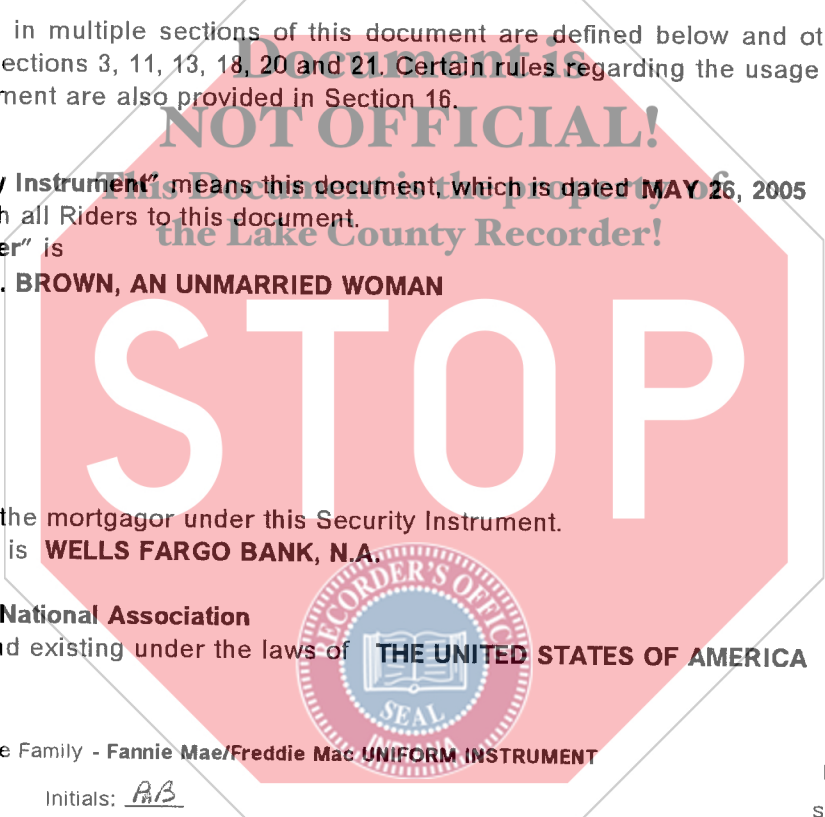 in multiple sections of this document are defined below and ot
ections 3, 11, 13, 18, 20 and 21. Certain rules regarding the usage
ment are also provided in Section 16.
Document is
NOT OFFICIAL!
This Document is the property of
the Lake County Recorder!
y Instrument" means this document, which is dated MAY 26, 2005
h all Riders to this document.
er" is
. BROWN, AN UNMARRIED WOMAN
STOP
the mortgagor under this Security Instrument.
is WELLS FARGO BANK, N.A.
National Association
d existing under the laws of THE UNITED STATES OF AMERICA
RECORDER'S OFFICE
SEAL
INDIANA
e Family - Fannie Mae/Freddie Mac UNIFORM INSTRUMENT
Initials: PMB